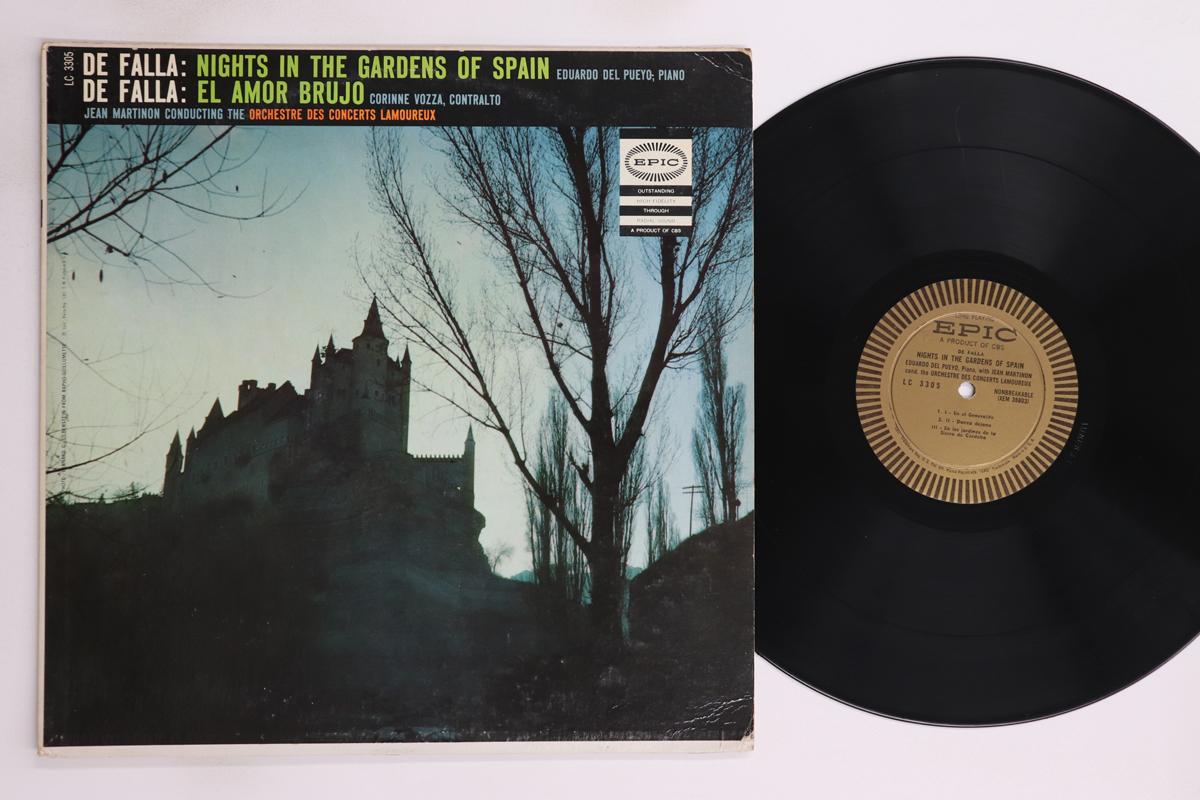 LC 3305
DE FALLA: NIGHTS IN THE GARDENS OF SPAIN EDUARDO DEL PUEYO, PIANO
DE FALLA: EL AMOR BRUJO CORINNE VOZZA, CONTRALTO
JEAN MARTINON CONDUCTING THE ORCHESTRE DES CONCERTS LAMOUREUX
EPIC
OUTSTANDING
HIGH FIDELITY
THROUGH
RADIAL SOUND
A PRODUCT OF CBS
LONG PLAYING
EPIC
A PRODUCT OF CBS
DE FALLA
NIGHTS IN THE GARDENS OF SPAIN
EDUARDO DEL PUEYO, Piano, with JEAN MARTINON
cond. the ORCHESTRE DES CONCERTS LAMOUREUX
LC 3305
NONBREAKABLE
(XEM 38803)
1. I - En el Generalife
2. II - Danza lejana
III - En los jardines de la
Sierra de Córdoba